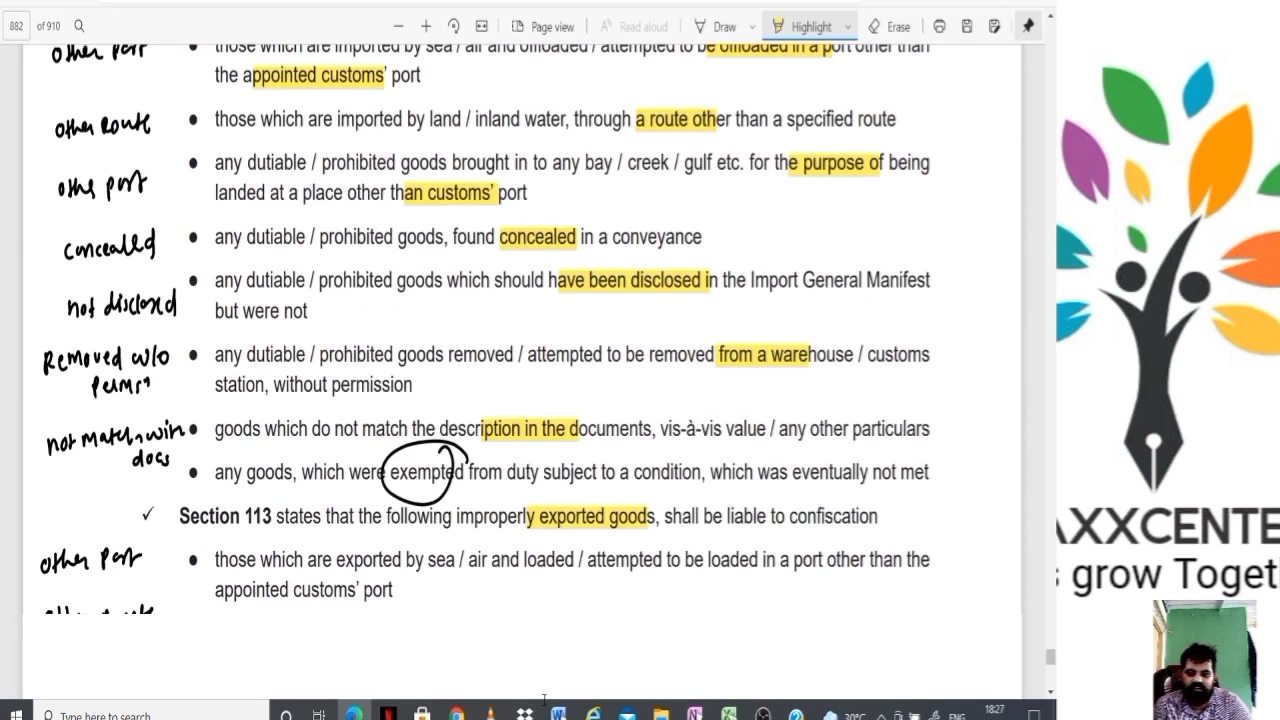 882 of 910 Page view Read aloud Draw Highlight Erase
other port
those which are imported by sea / air and offloaded / attempted to be offloaded in a port other than
the appointed customs' port
other Route
those which are imported by land / inland water, through a route other than a specified route
othe port
any dutiable / prohibited goods brought in to any bay / creek / gulf etc. for the purpose of being
landed at a place other than customs' port
concealed
any dutiable / prohibited goods, found concealed in a conveyance
not disclosed
any dutiable / prohibited goods which should have been disclosed in the Import General Manifest
but were not
Removed w/o
any dutiable / prohibited goods removed / attempted to be removed from a warehouse / customs
station, without permission
not match with
docs
goods which do not match the description in the documents, vis-à-vis value / any other particulars
any goods, which were exempted from duty subject to a condition, which was eventually not met
✓ Section 113 states that the following improperly exported goods, shall be liable to confiscation
other port
those which are exported by sea / air and loaded / attempted to be loaded in a port other than the
appointed customs' port
AXXCENTE
s grow Togeth
Type here to search
30°C ENG 18:27